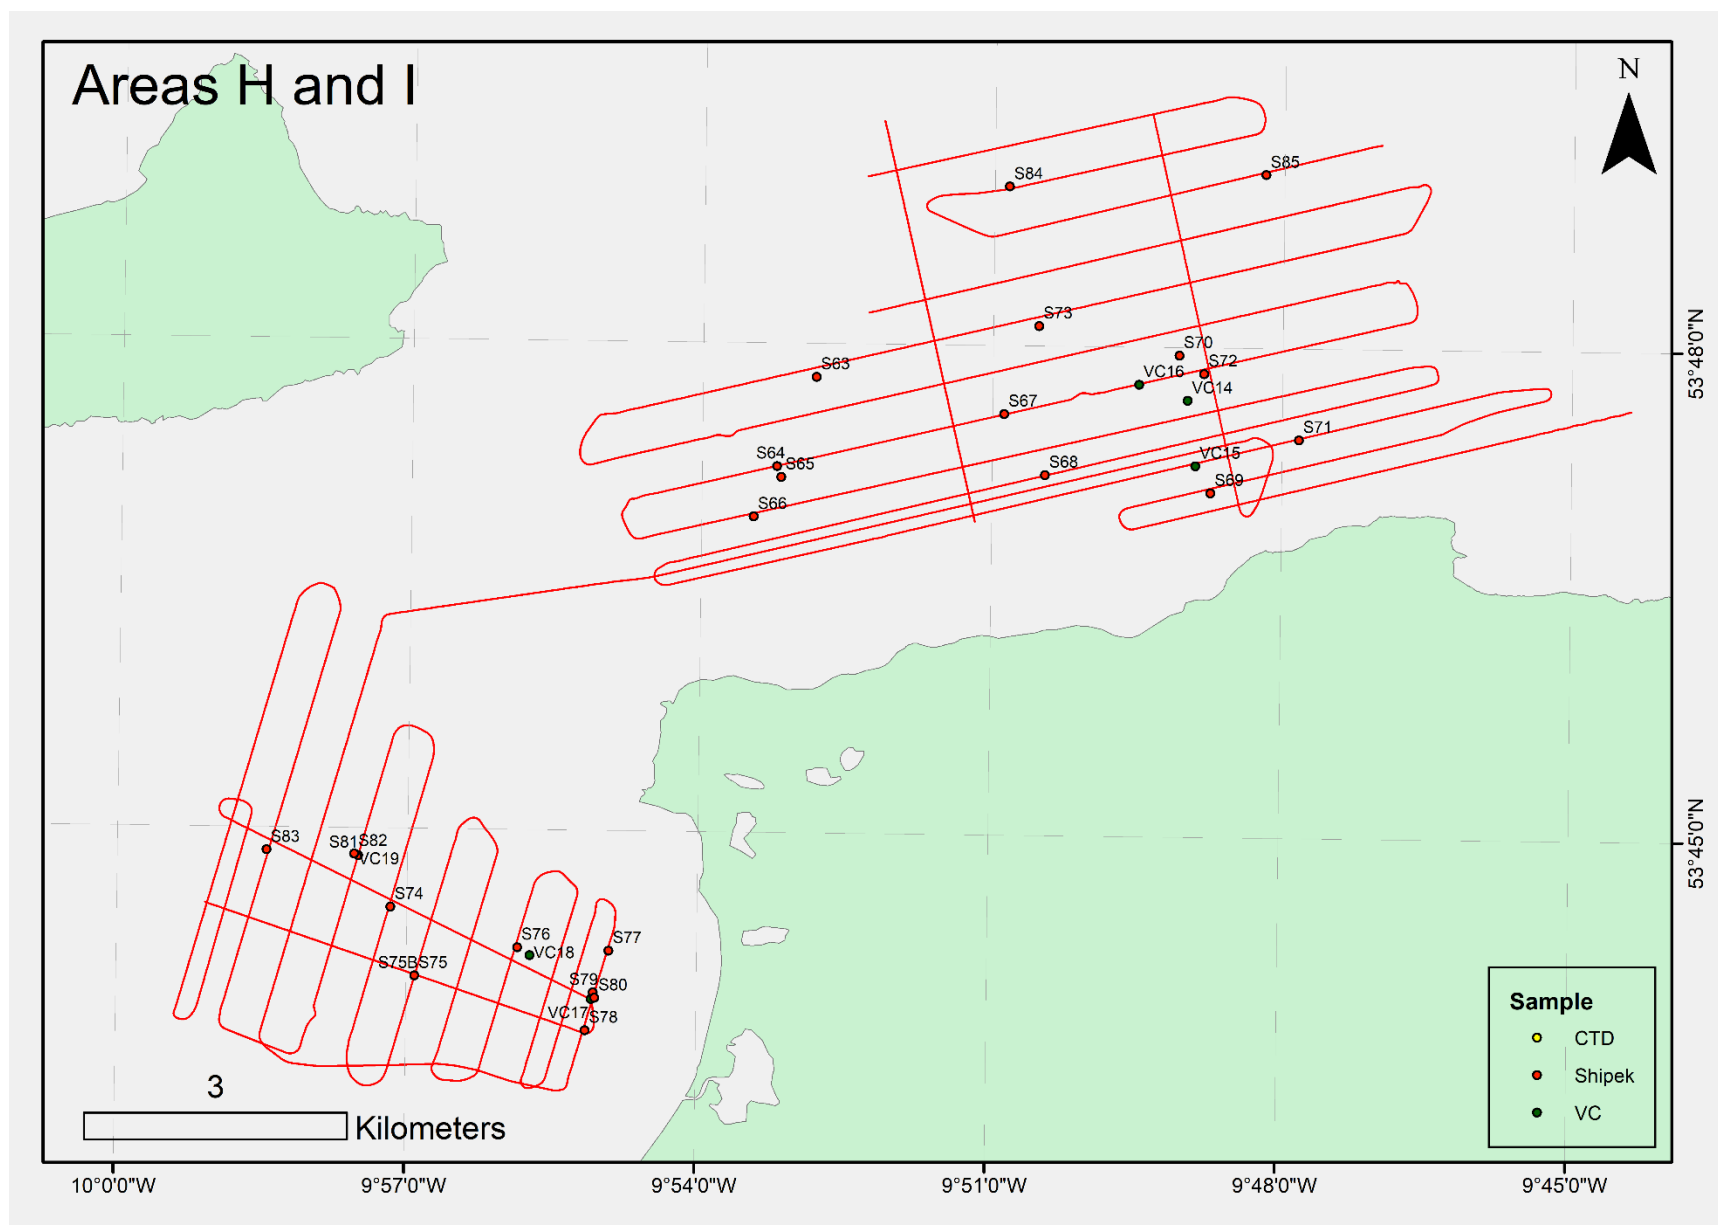 Areas H and I
N
S84
S85
S73
S63
S70
S72
VC16
VC14
S67
S71
S64
S65
S68
VC15
S69
S66
53°48'0"N
S83
S81 S82
VC19
S74
53°45'0"N
S76
VC18
S77
S75B S75
S79
S80
VC17
S78
3
Kilometers
Sample
CTD
Shipek
VC
10°0'0"W 9°57'0"W 9°54'0"W 9°51'0"W 9°48'0"W 9°45'0"W